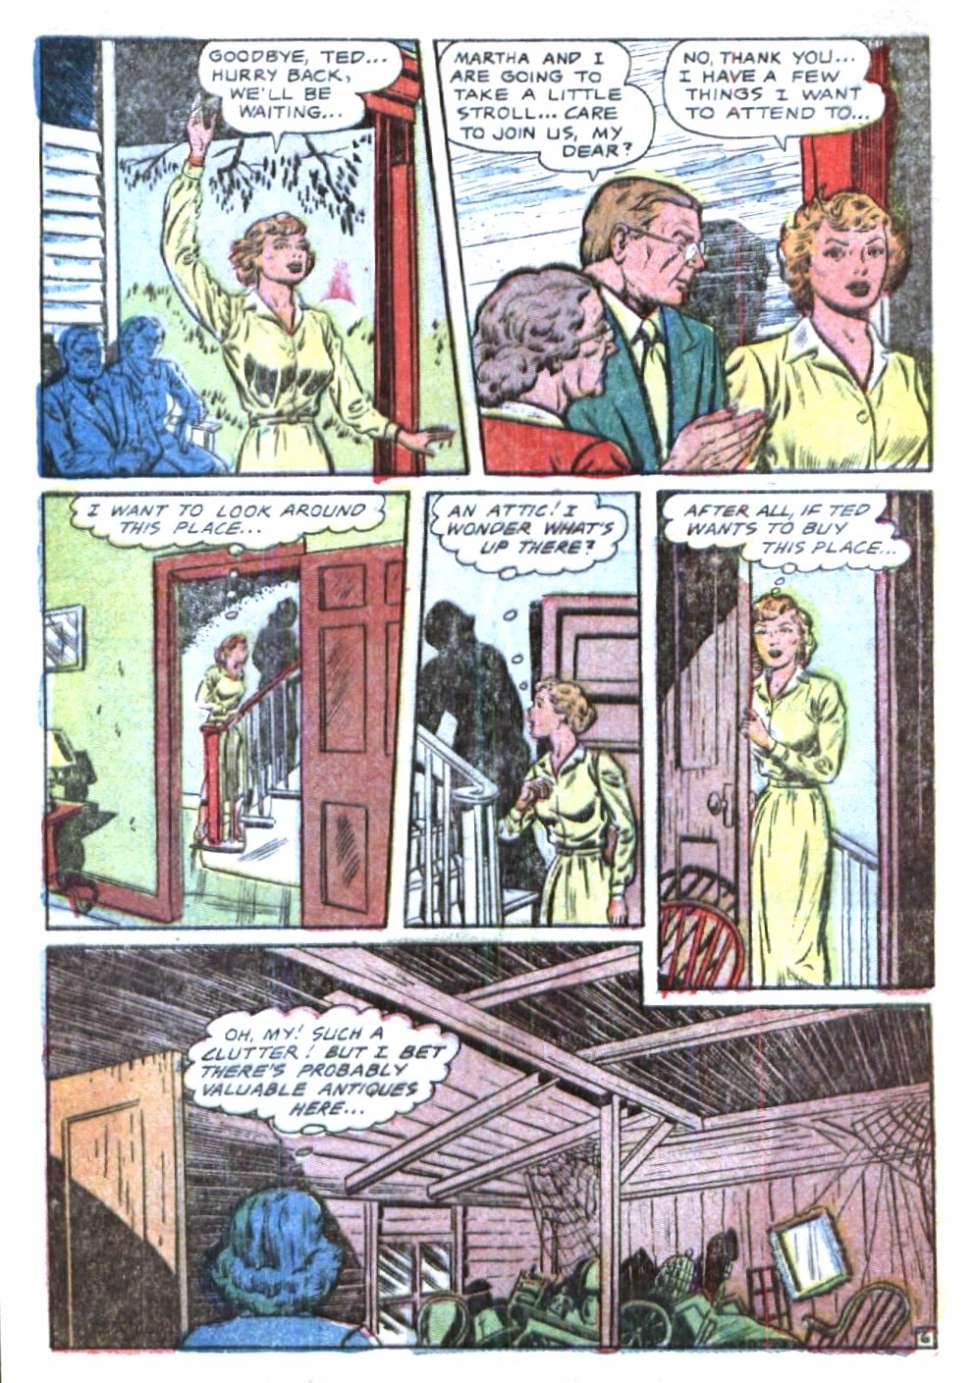 GOODBYE, TED...
HURRY BACK,
WE'LL BE
WAITING...
MARTHA AND I
ARE GOING TO
TAKE A LITTLE
STROLL... CARE
TO JOIN US, MY
DEAR?
NO, THANK YOU...
I HAVE A FEW
THINGS I WANT
TO ATTEND TO...
I WANT TO LOOK AROUND
THIS PLACE...
AN ATTIC! I
WONDER WHAT'S
UP THERE?
AFTER ALL, IF TED
WANTS TO BUY
THIS PLACE...
OH, MY! SUCH A
CLUTTER! BUT I BET
THERE'S PROBABLY
VALUABLE ANTIQUES
HERE...
6